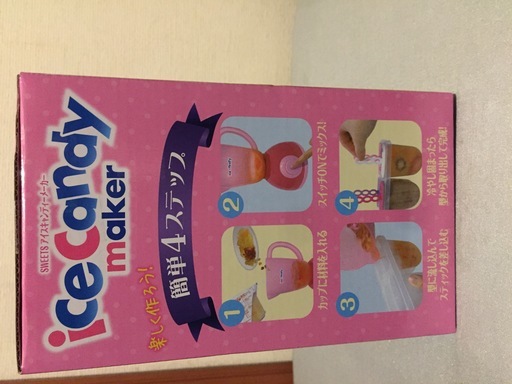 SWEETS アイスキャンディーメーカー
ice candy
maker
楽しく作ろう!
簡単4ステップ
1
カップに材料を入れる
2
スイッチONでミックス!
3
型に流し込んで
スティックを差し込む
4
冷やし固まったら
型から取り出して完成!